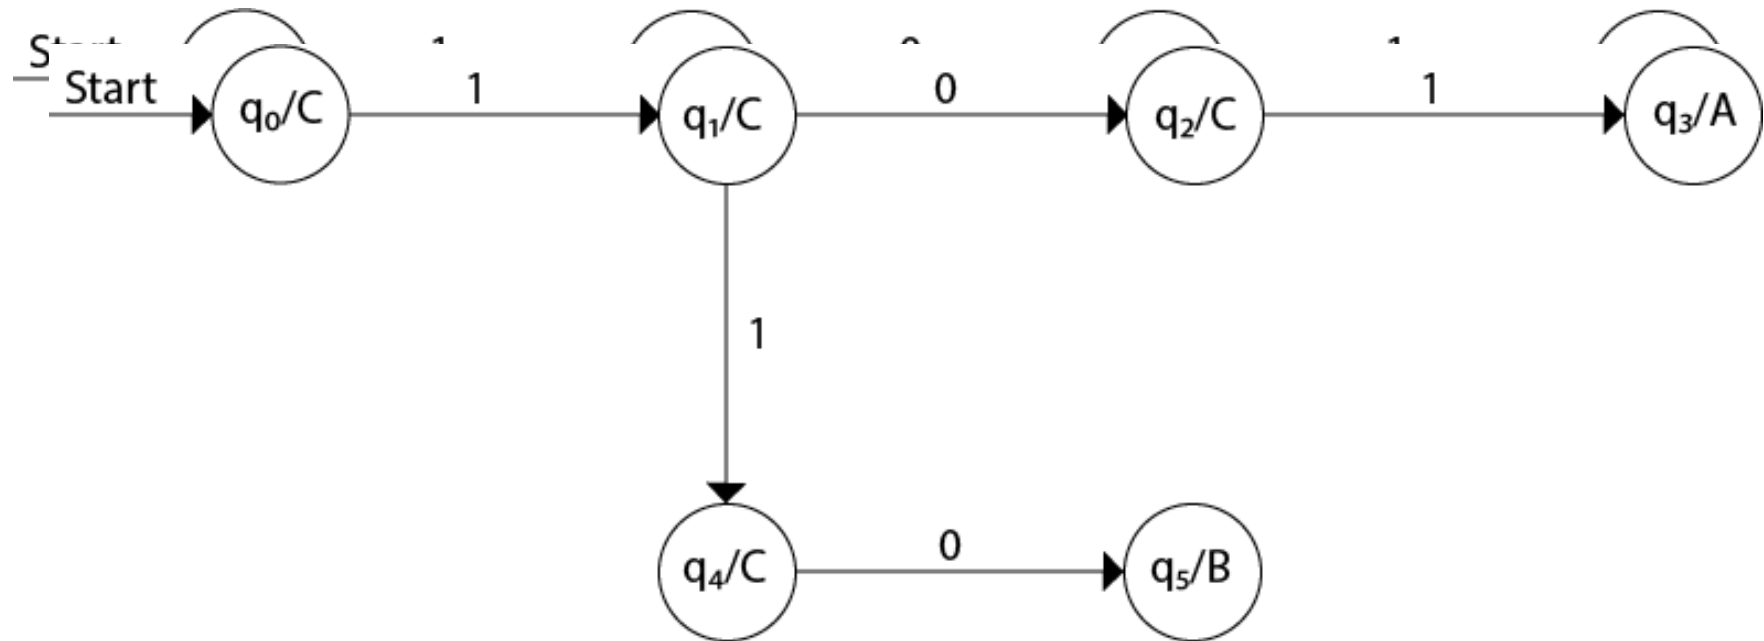 Start
1
0
1
q₀/C
q₁/C
q₂/C
q₃/A
1
q₄/C
0
q₅/B